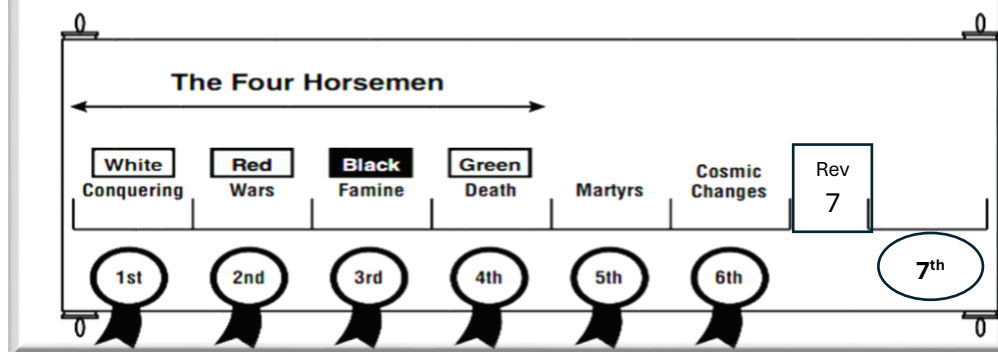 The Four Horsemen
White
Red
Black
Green
Conquering
Wars
Famine
Death
Martyrs
Cosmic
Changes
Rev
7
1st
2nd
3rd
4th
5th
6th
7th